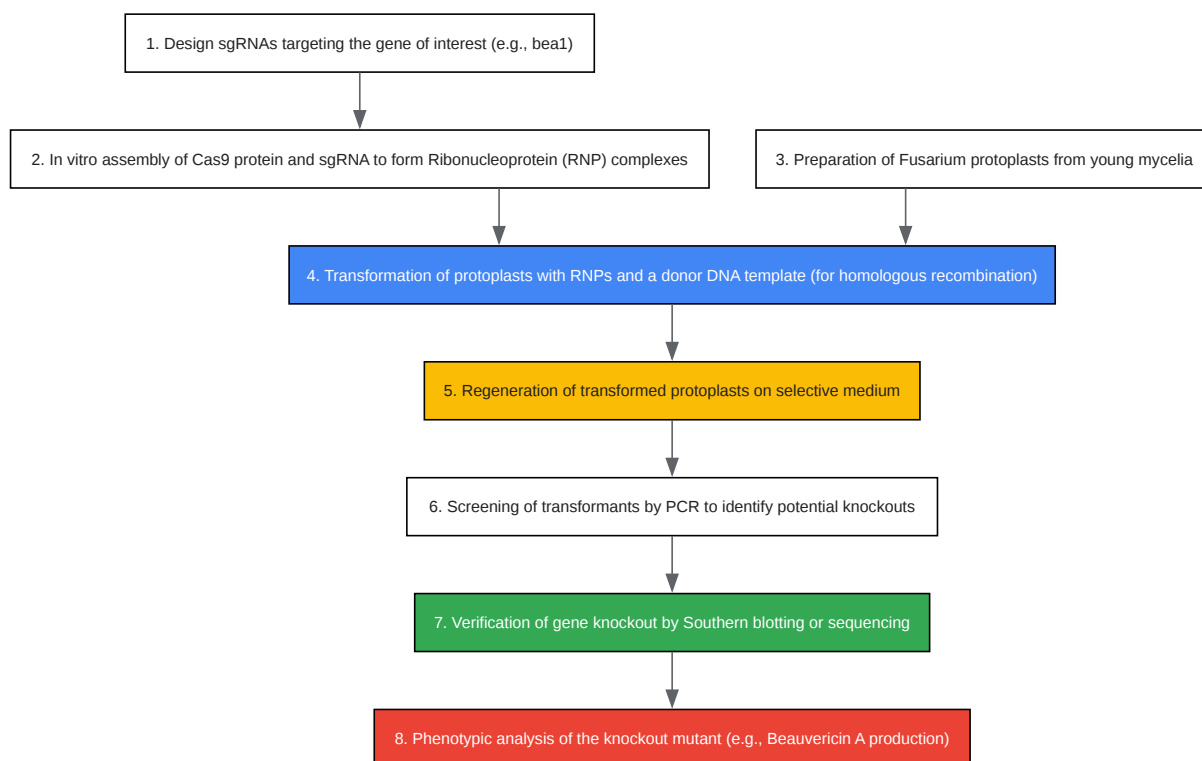 1. Design sgRNAs targeting the gene of interest (e.g., bea1)
2. In vitro assembly of Cas9 protein and sgRNA to form Ribonucleoprotein (RNP) complexes
3. Preparation of Fusarium protoplasts from young mycelia
4. Transformation of protoplasts with RNPs and a donor DNA template (for homologous recombination)
5. Regeneration of transformed protoplasts on selective medium
6. Screening of transformants by PCR to identify potential knockouts
7. Verification of gene knockout by Southern blotting or sequencing
8. Phenotypic analysis of the knockout mutant (e.g., Beauvericin A production)